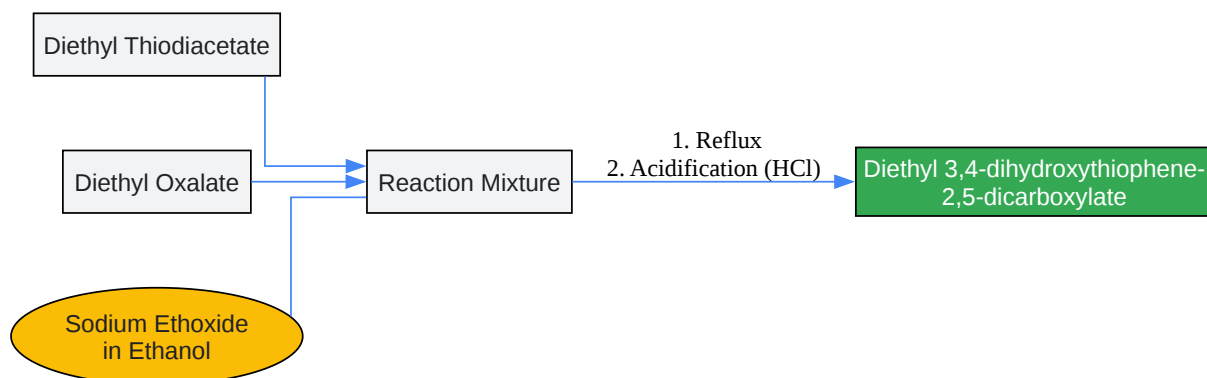 Diethyl Thiodiacetate
Diethyl Oxalate
Reaction Mixture
1. Reflux
2. Acidification (HCl)
Diethyl 3,4-dihydroxythiophene-
2,5-dicarboxylate
Sodium Ethoxide
in Ethanol